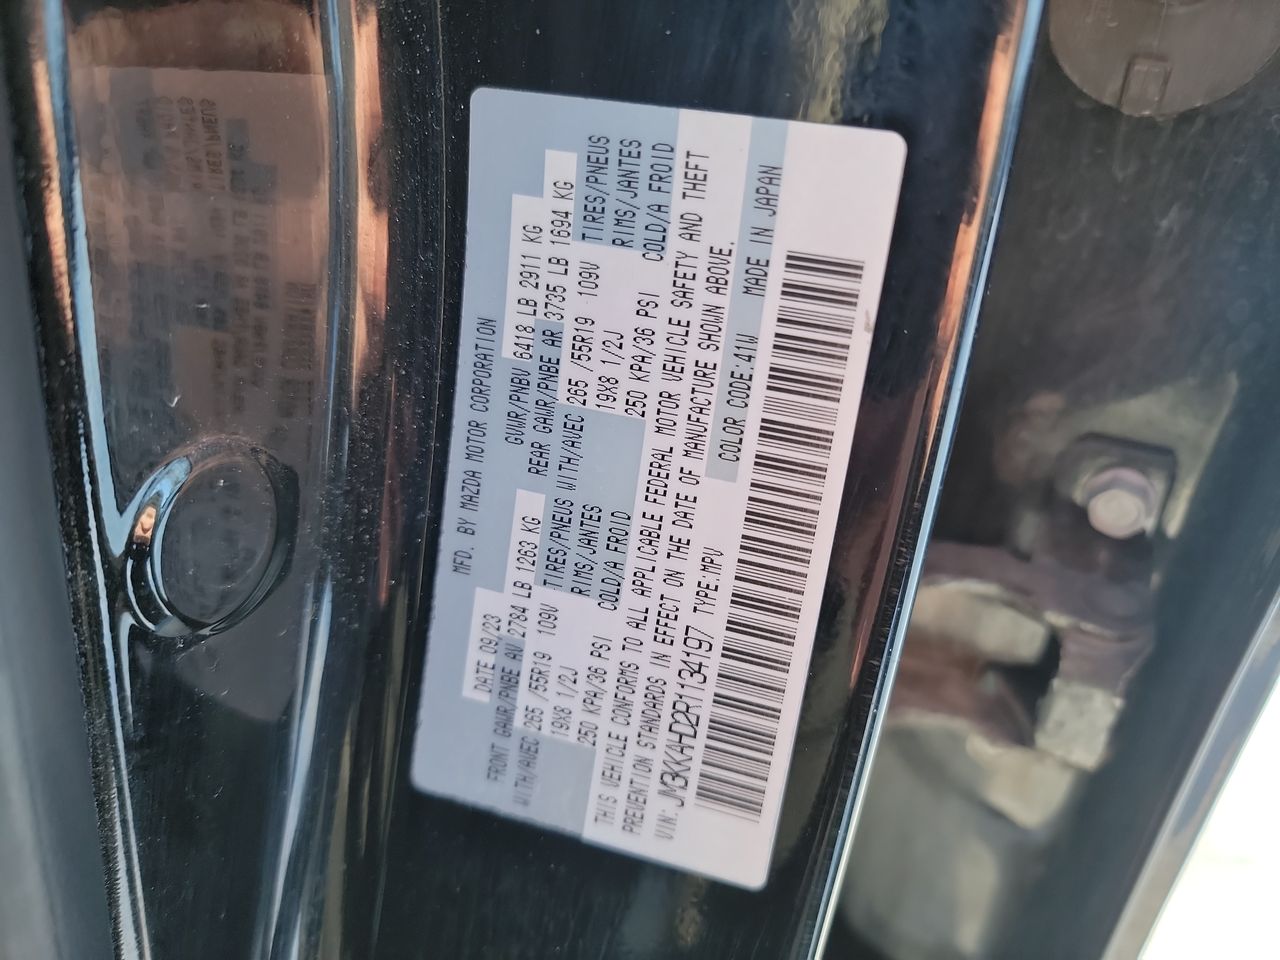 MFD. BY MAZDA MOTOR CORPORATION
DATE 09/23 GVWR/PNBV 6418 LB 2911 KG
FRONT GAWR/PNBE AV 2784 LB 1263 KG REAR GAWR/PNBE AR 3735 LB 1694 KG
WITH/AVEC 265 /55R19 109V TIRES/PNEUS WITH/AVEC 265 /55R19 109V TIRES/PNEUS
19X8 1/2J RIMS/JANTES 19X8 1/2J RIMS/JANTES
250 KPA/36 PSI COLD/A FROID 250 KPA/36 PSI COLD/A FROID
THIS VEHICLE CONFORMS TO ALL APPLICABLE FEDERAL MOTOR VEHICLE SAFETY AND THEFT
PREVENTION STANDARDS IN EFFECT ON THE DATE OF MANUFACTURE SHOWN ABOVE.
VIN: JM3KKAHD2R1134197 TYPE:MPV COLOR CODE:41W MADE IN JAPAN